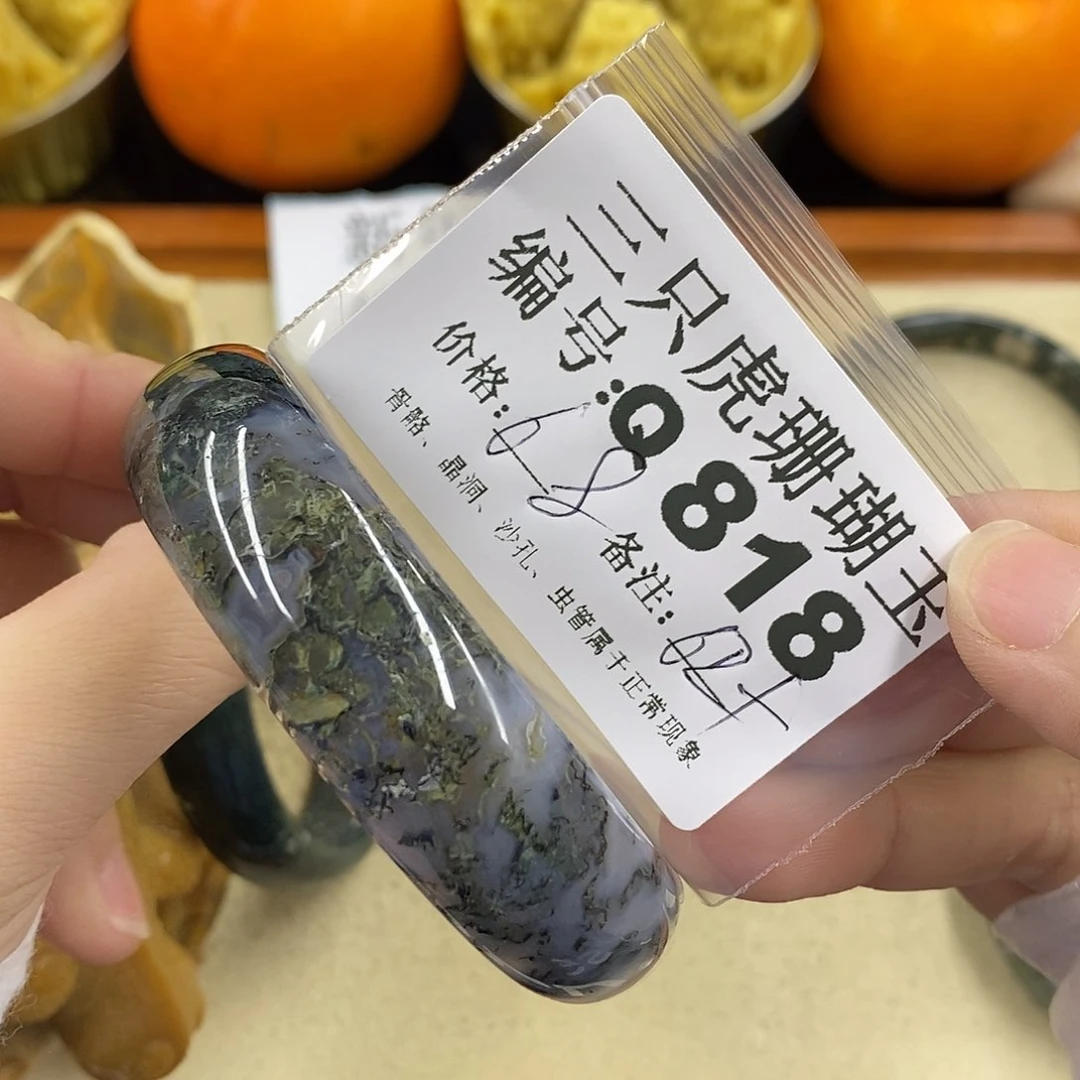 三只虎珊瑚玉
编号:Q818
价格: 备注:
骨骼、晶洞、沙孔、虫管属于正常现象